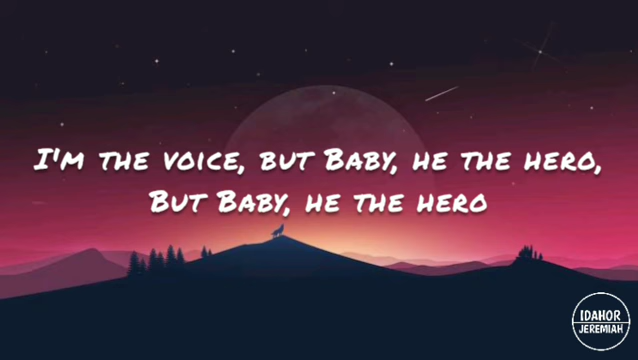 I'M THE VOICE, BUT BABY, HE THE HERO,
BUT BABY, HE THE HERO
IDAHOR
JEREMIAH